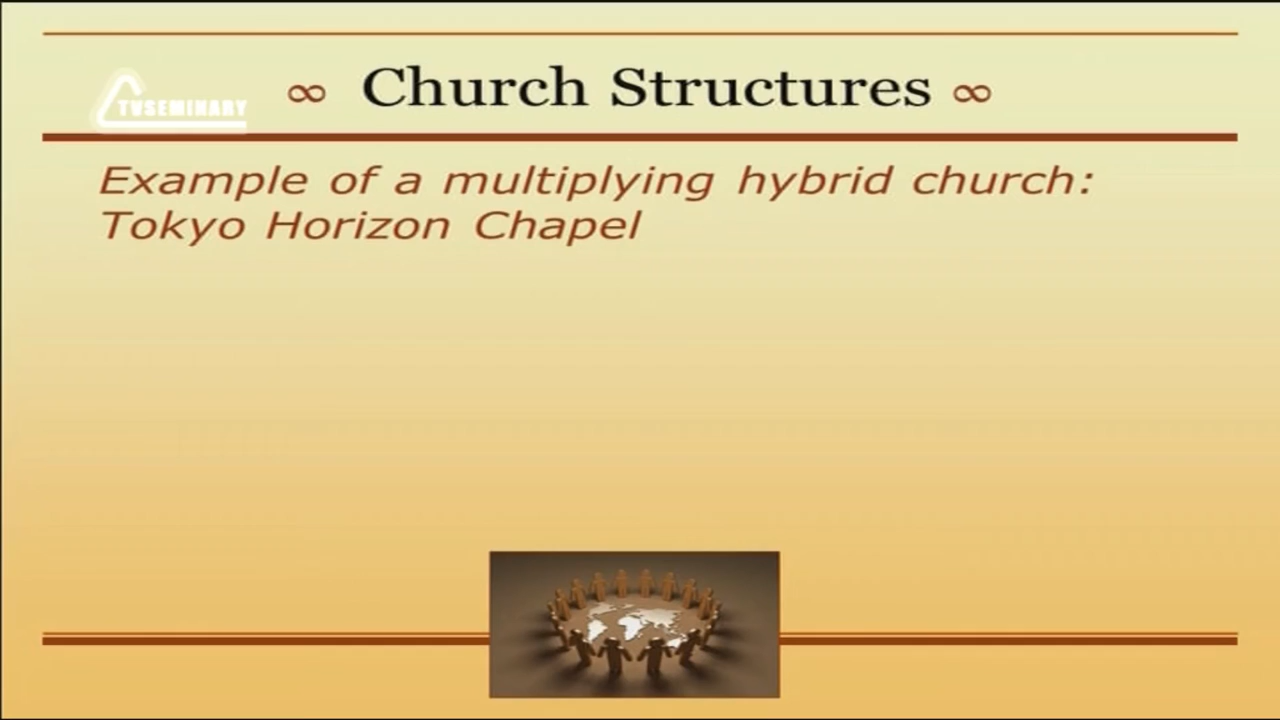 ∞ Church Structures ∞
TVSEMINARY
Example of a multiplying hybrid church:
Tokyo Horizon Chapel